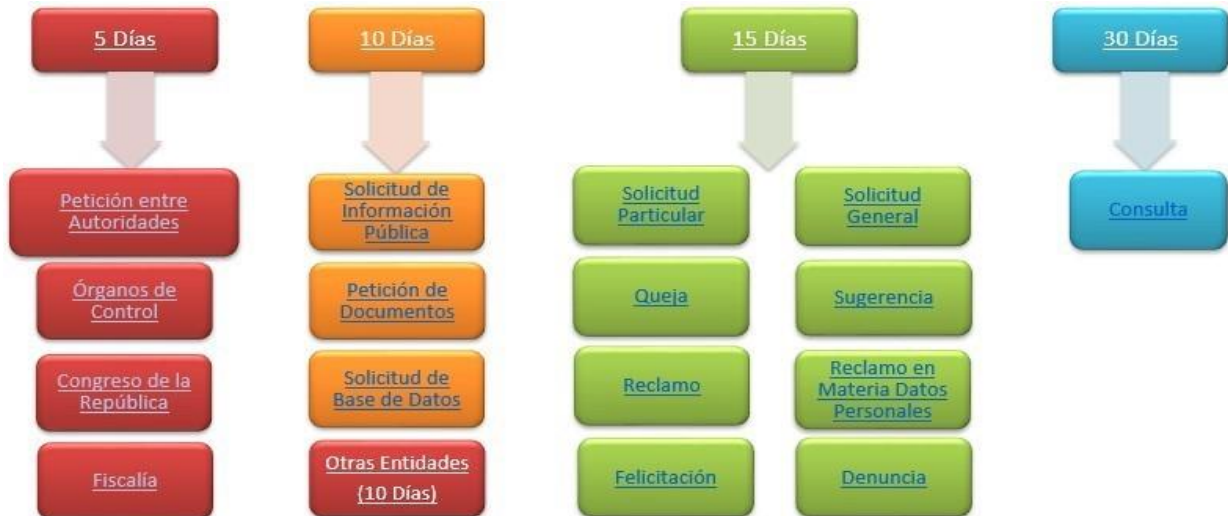 5 Días
10 Días
15 Días
30 Días
Petición entre
Autoridades
Órganos de
Control
Congreso de la
República
Fiscalía
Solicitud de
Información
Pública
Petición de
Documentos
Solicitud de
Base de Datos
Otras Entidades
(10 Días)
Solicitud
Particular
Queja
Reclamo
Felicitación
Solicitud
General
Sugerencia
Reclamo en
Materia Datos
Personales
Denuncia
Consulta